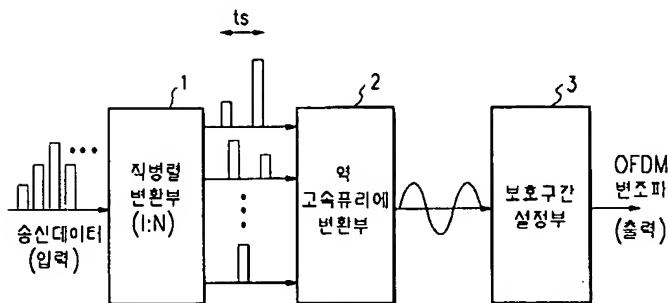 ts
1
직병렬
변환부
(1:N)
송신데이터
(입력)
2
역
고속퓨리에
변환부
3
보호구간
설정부
OFDM
변조파
(출력)